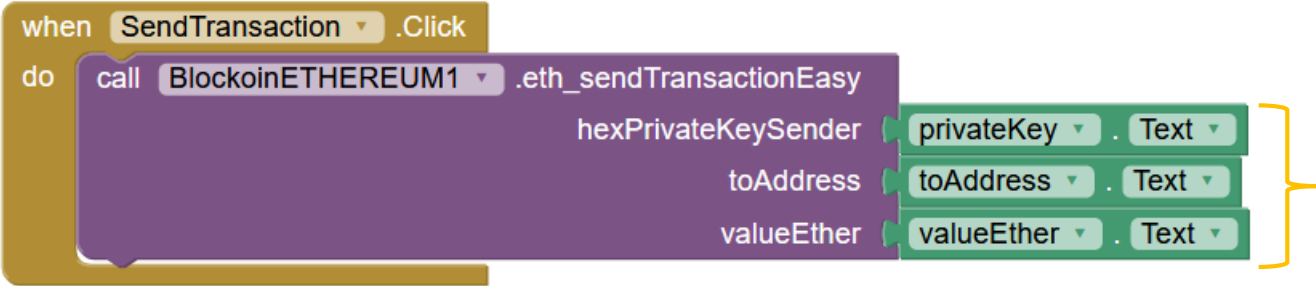 when SendTransaction .Click
do call BlockoinETHEREUM1 .eth_sendTransactionEasy
hexPrivateKeySender privateKey . Text
toAddress toAddress . Text
valueEther valueEther . Text